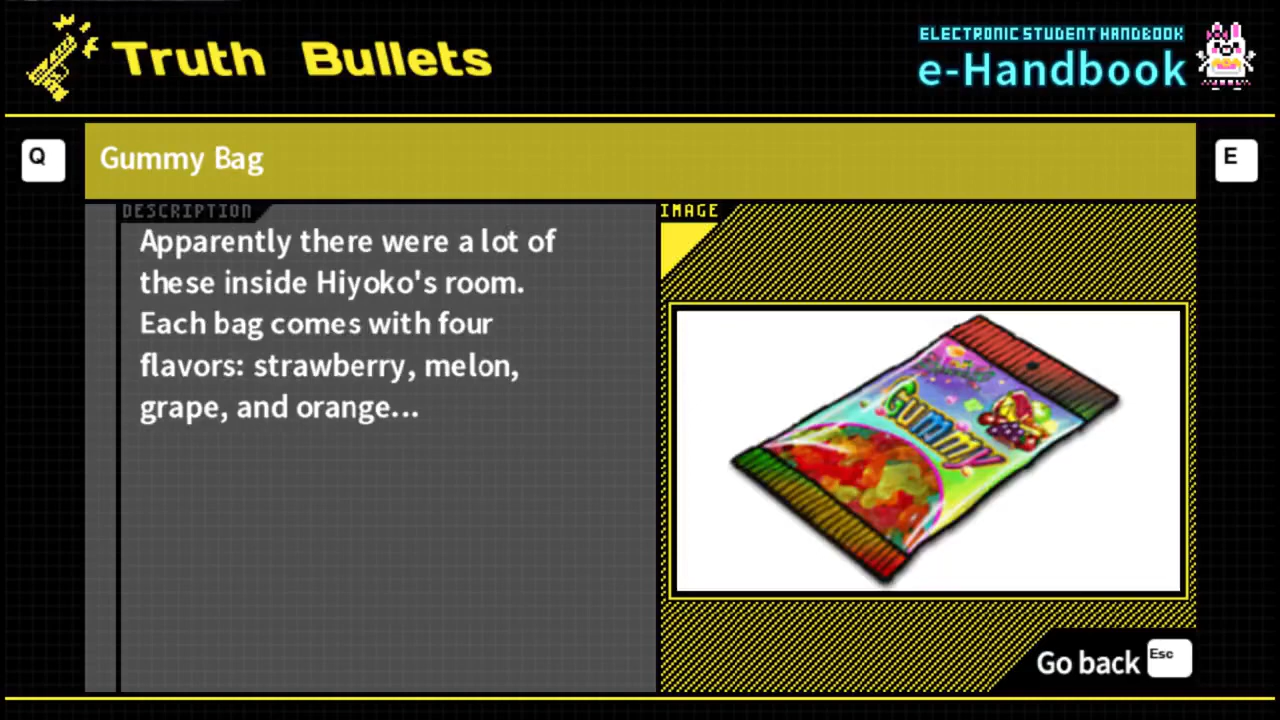 Truth Bullets
ELECTRONIC STUDENT HANDBOOK
e-Handbook
Q
Gummy Bag
E
DESCRIPTION
Apparently there were a lot of
these inside Hiyoko's room.
Each bag comes with four
flavors: strawberry, melon,
grape, and orange...
IMAGE
Gummy
Go back
Esc